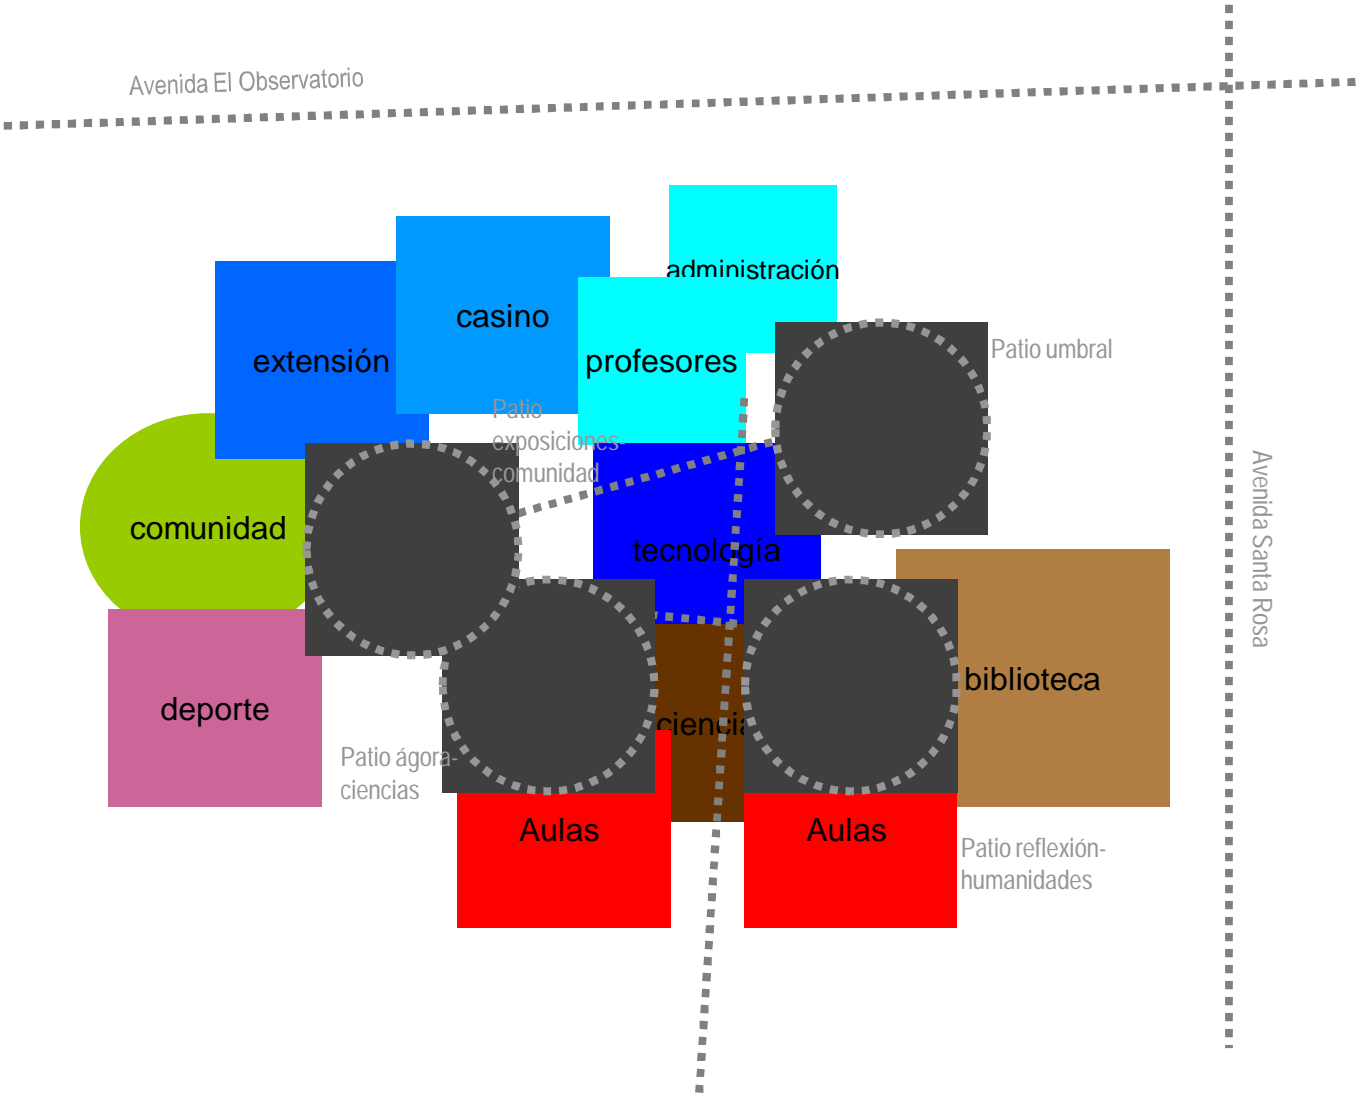 Avenida El Observatorio
administración
casino
extensión
profesores
Patio umbral
Patio
exposiciones-
comunidad
Avenida Santa Rosa
comunidad
tecnología
biblioteca
deporte
ciencia
Patio ágora-
ciencias
Aulas
Aulas
Patio reflexión-
humanidades